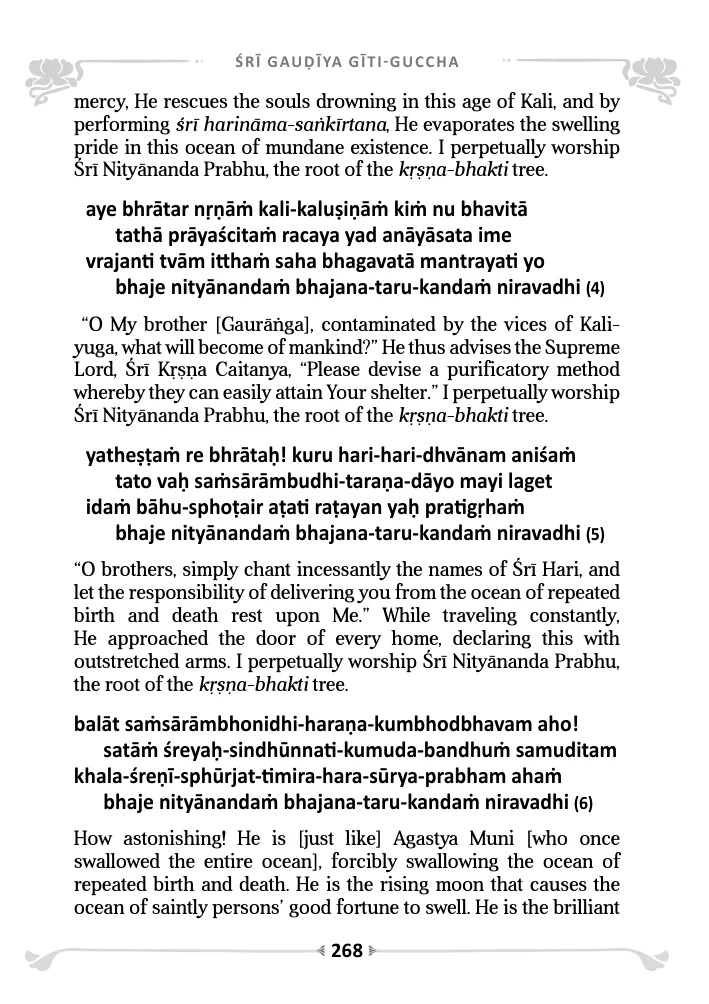 ŚRĪ GAUḌĪYA GĪTI-GUCCHA
mercy, He rescues the souls drowning in this age of Kali, and by
performing śrī harināma-saṅkīrtana, He evaporates the swelling
pride in this ocean of mundane existence. I perpetually worship
Śrī Nityānanda Prabhu, the root of the kṛṣṇa-bhakti tree.
aye bhrātar nṛṇāṁ kali-kaluṣiṇāṁ kiṁ nu bhavitā
tathā prāyaścitaṁ racaya yad anāyāsata ime
vrajanti tvām itthaṁ saha bhagavatā mantrayati yo
bhaje nityānandaṁ bhajana-taru-kandaṁ niravadhi (4)
“O My brother [Gaurāṅga], contaminated by the vices of Kali-
yuga, what will become of mankind?” He thus advises the Supreme
Lord, Śrī Kṛṣṇa Caitanya, “Please devise a purificatory method
whereby they can easily attain Your shelter.” I perpetually worship
Śrī Nityānanda Prabhu, the root of the kṛṣṇa-bhakti tree.
yatheṣṭaṁ re bhrātaḥ! kuru hari-hari-dhvānam aniśaṁ
tato vaḥ saṁsārāmbudhi-taraṇa-dāyo mayi laget
idaṁ bāhu-sphoṭair aṭati raṭayan yaḥ pratigṛhaṁ
bhaje nityānandaṁ bhajana-taru-kandaṁ niravadhi (5)
“O brothers, simply chant incessantly the names of Śrī Hari, and
let the responsibility of delivering you from the ocean of repeated
birth and death rest upon Me.” While traveling constantly,
He approached the door of every home, declaring this with
outstretched arms. I perpetually worship Śrī Nityānanda Prabhu,
the root of the kṛṣṇa-bhakti tree.
balāt saṁsārāmbhonidhi-haraṇa-kumbhodbhavam aho!
satāṁ śreyaḥ-sindhūnnati-kumuda-bandhuṁ samuditam
khala-śreṇī-sphūrjat-timira-hara-sūrya-prabham ahaṁ
bhaje nityānandaṁ bhajana-taru-kandaṁ niravadhi (6)
How astonishing! He is [just like] Agastya Muni [who once
swallowed the entire ocean], forcibly swallowing the ocean of
repeated birth and death. He is the rising moon that causes the
ocean of saintly persons’ good fortune to swell. He is the brilliant
268